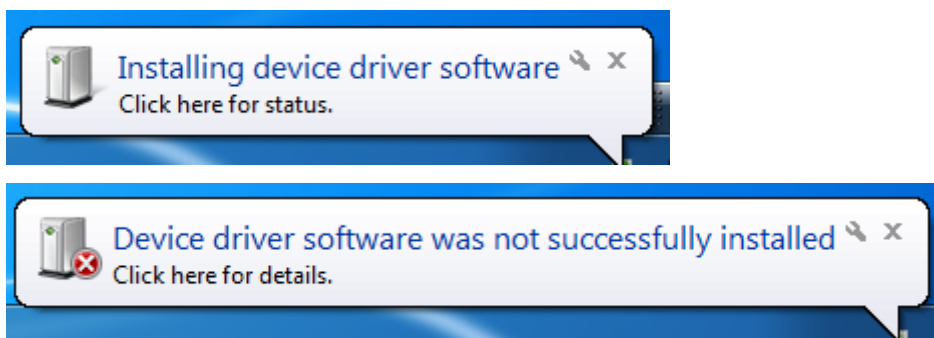 Installing device driver software
Click here for status.
Device driver software was not successfully installed
Click here for details.